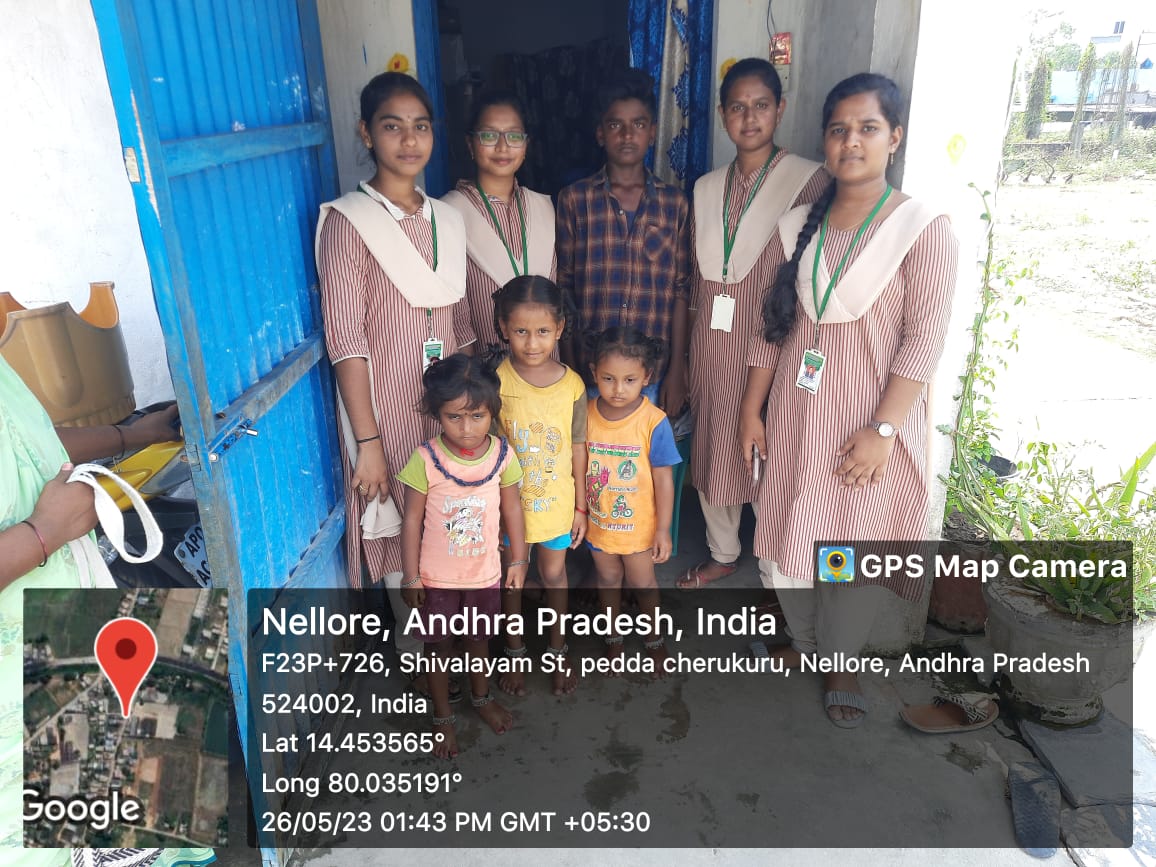 GPS Map Camera
Nellore, Andhra Pradesh, India
F23P+726, Shivalayam St, pedda cherukuru, Nellore, Andhra Pradesh
524002, India
Lat 14.453565°
Long 80.035191°
26/05/23 01:43 PM GMT +05:30
Google